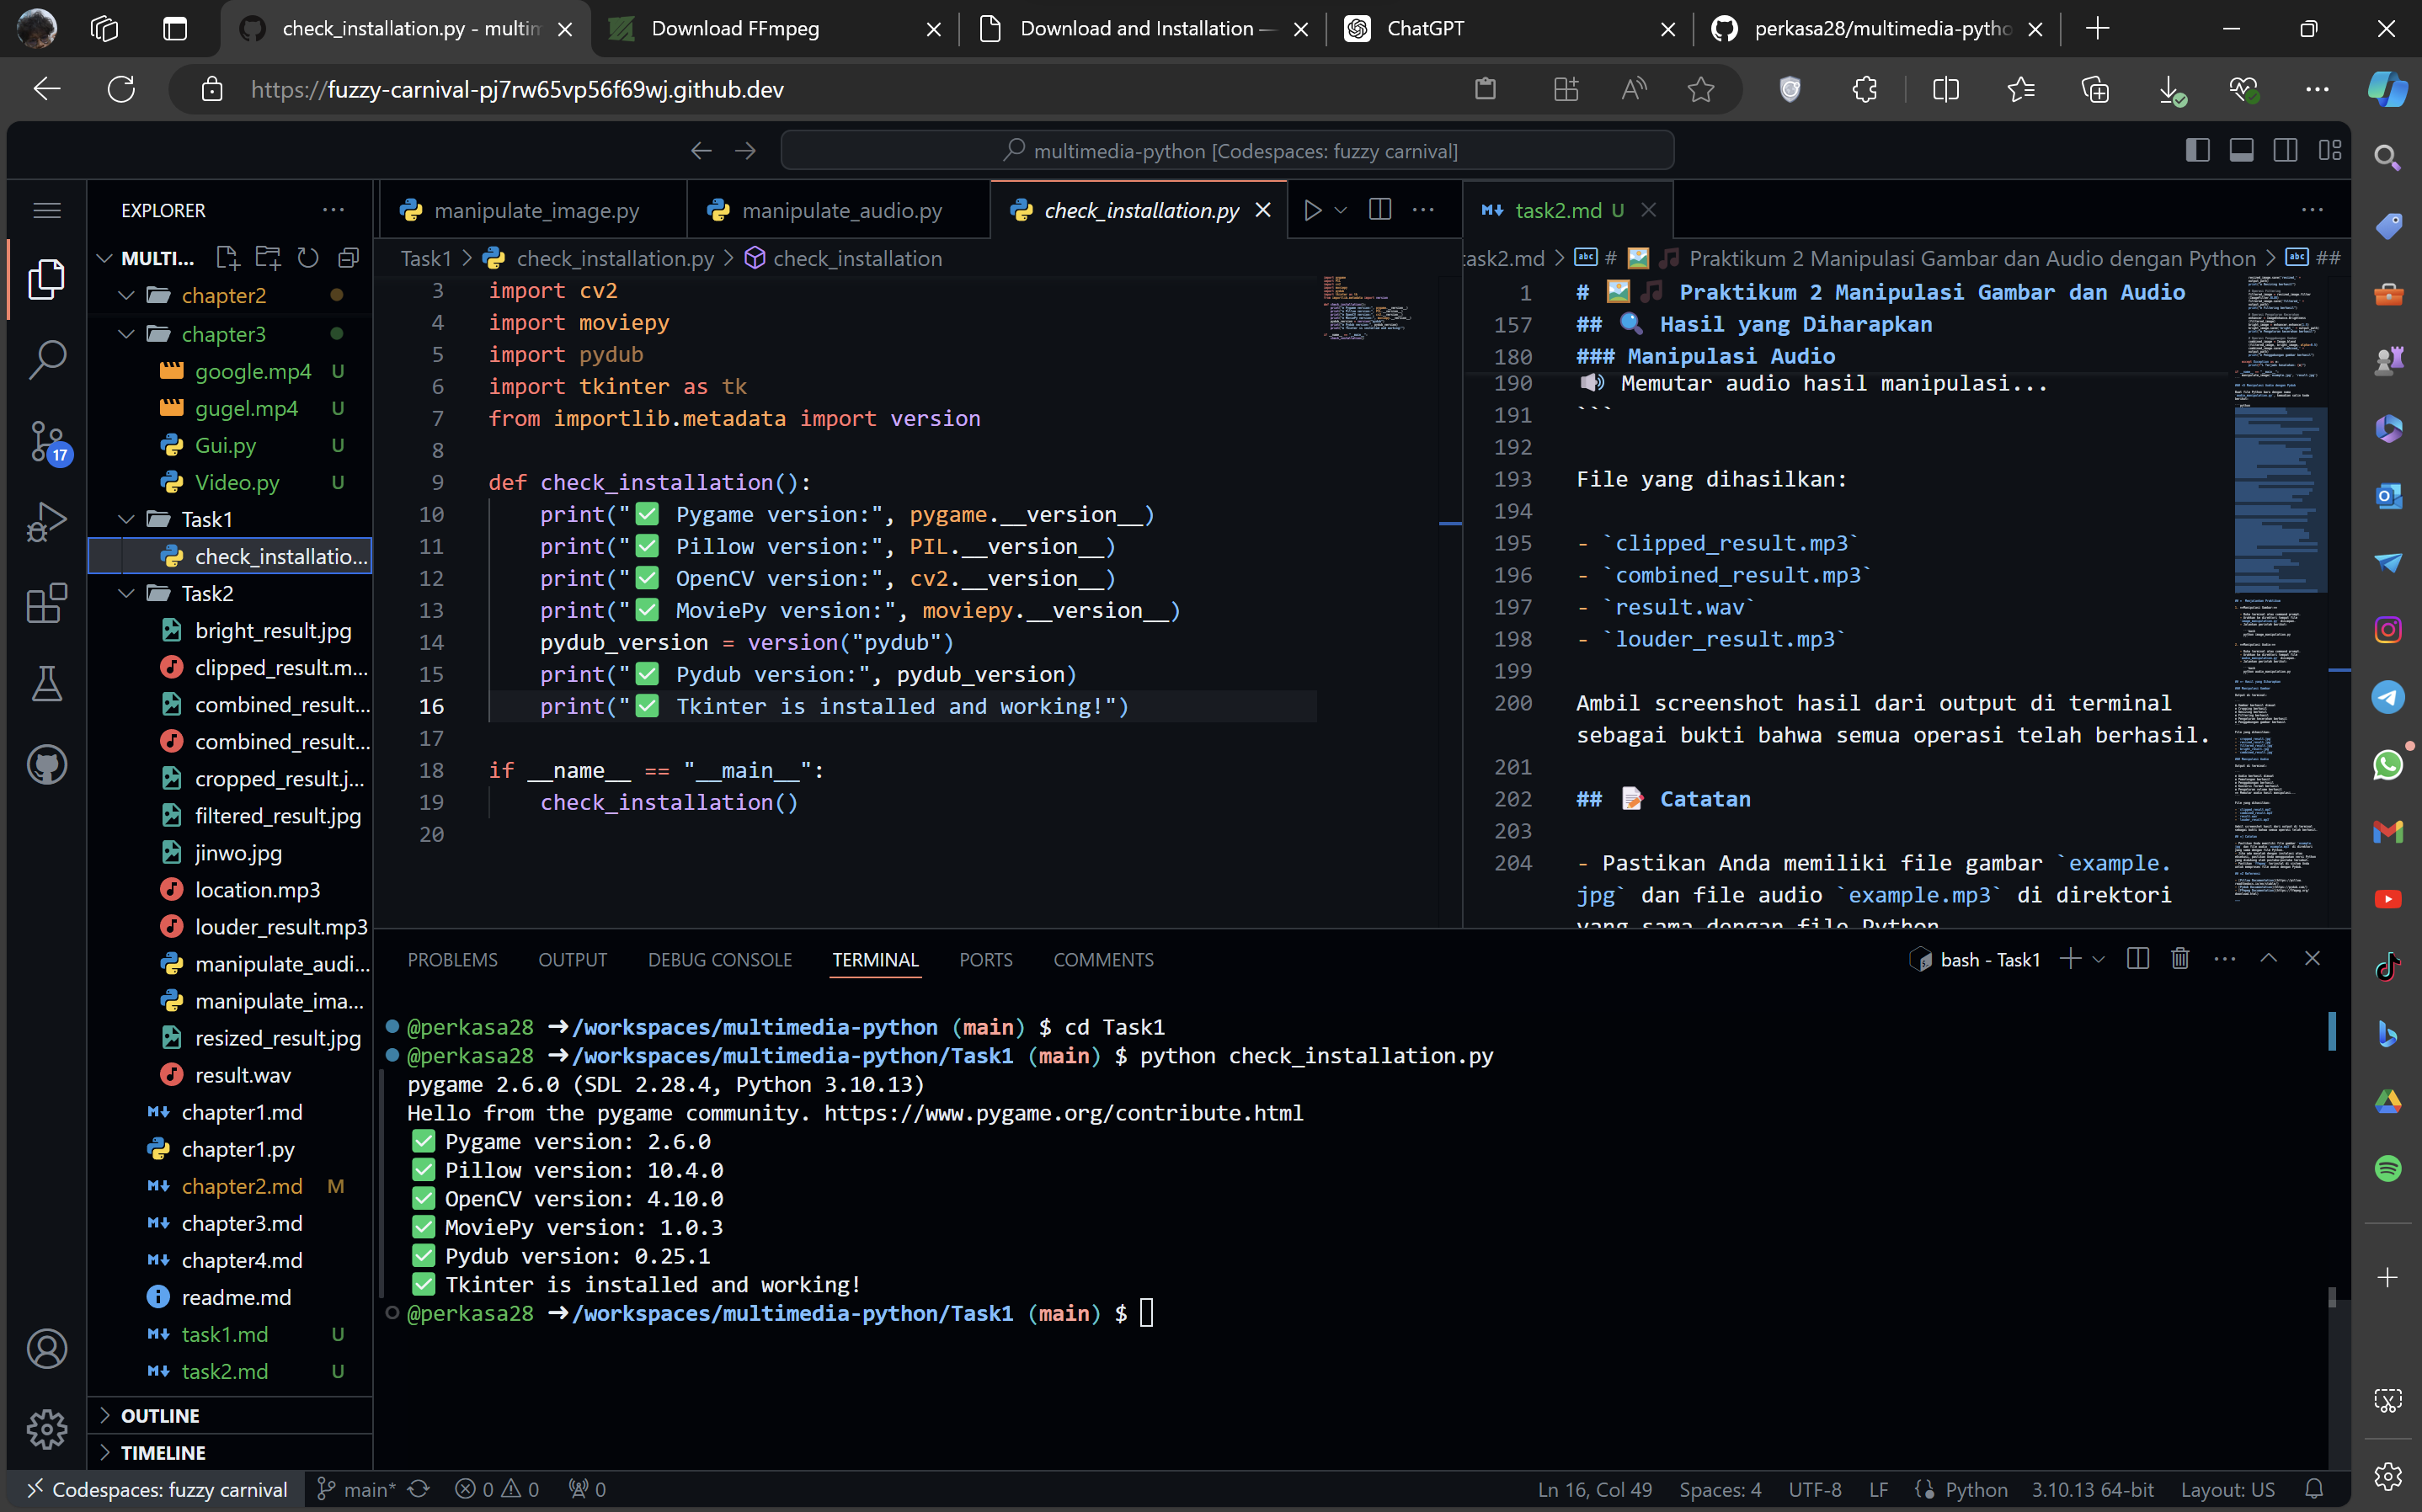 check_installation.py - multim
Download FFmpeg
Download and Installation —
ChatGPT
perkasa28/multimedia-pytho
https://fuzzy-carnival-pj7rw65vp56f69wj.github.dev
multimedia-python [Codespaces: fuzzy carnival]
EXPLORER
MULTI...
chapter2
chapter3
google.mp4 U
gugel.mp4 U
Gui.py U
Video.py U
Task1
check_installatio...
Task2
bright_result.jpg
clipped_result.m...
combined_result...
combined_result...
cropped_result.j...
filtered_result.jpg
jinwo.jpg
location.mp3
louder_result.mp3
manipulate_audi...
manipulate_ima...
resized_result.jpg
result.wav
chapter1.md
chapter1.py
chapter2.md M
chapter3.md
chapter4.md
readme.md
task1.md U
task2.md U
OUTLINE
TIMELINE
17
manipulate_image.py
manipulate_audio.py
check_installation.py
Task1 > check_installation.py > check_installation
3 import cv2
4 import moviepy
5 import pydub
6 import tkinter as tk
7 from importlib.metadata import version
8
9 def check_installation():
10 print("✅ Pygame version:", pygame.__version__)
11 print("✅ Pillow version:", PIL.__version__)
12 print("✅ OpenCV version:", cv2.__version__)
13 print("✅ MoviePy version:", moviepy.__version__)
14 pydub_version = version("pydub")
15 print("✅ Pydub version:", pydub_version)
16 print("✅ Tkinter is installed and working!")
17
18 if __name__ == "__main__":
19 check_installation()
20
task2.md U
task2.md > # 🖼️🎵 Praktikum 2 Manipulasi Gambar dan Audio dengan Python > ##
1 # 🖼️🎵 Praktikum 2 Manipulasi Gambar dan Audio
157 ## 🔍 Hasil yang Diharapkan
180 ### Manipulasi Audio
190 🔊 Memutar audio hasil manipulasi...
191 ```
192
193 File yang dihasilkan:
194
195 - `clipped_result.mp3`
196 - `combined_result.mp3`
197 - `result.wav`
198 - `louder_result.mp3`
199
200 Ambil screenshot hasil dari output di terminal
sebagai bukti bahwa semua operasi telah berhasil.
201
202 ## 📝 Catatan
203
204 - Pastikan Anda memiliki file gambar `example.
jpg` dan file audio `example.mp3` di direktori
yang sama dengan file Python.
PROBLEMS OUTPUT DEBUG CONSOLE TERMINAL PORTS COMMENTS
bash - Task1
@perkasa28 ➜/workspaces/multimedia-python (main) $ cd Task1
@perkasa28 ➜/workspaces/multimedia-python/Task1 (main) $ python check_installation.py
pygame 2.6.0 (SDL 2.28.4, Python 3.10.13)
Hello from the pygame community. https://www.pygame.org/contribute.html
✅ Pygame version: 2.6.0
✅ Pillow version: 10.4.0
✅ OpenCV version: 4.10.0
✅ MoviePy version: 1.0.3
✅ Pydub version: 0.25.1
✅ Tkinter is installed and working!
@perkasa28 ➜/workspaces/multimedia-python/Task1 (main) $
Codespaces: fuzzy carnival main* 0 0 0
Ln 16, Col 49 Spaces: 4 UTF-8 LF Python 3.10.13 64-bit Layout: US